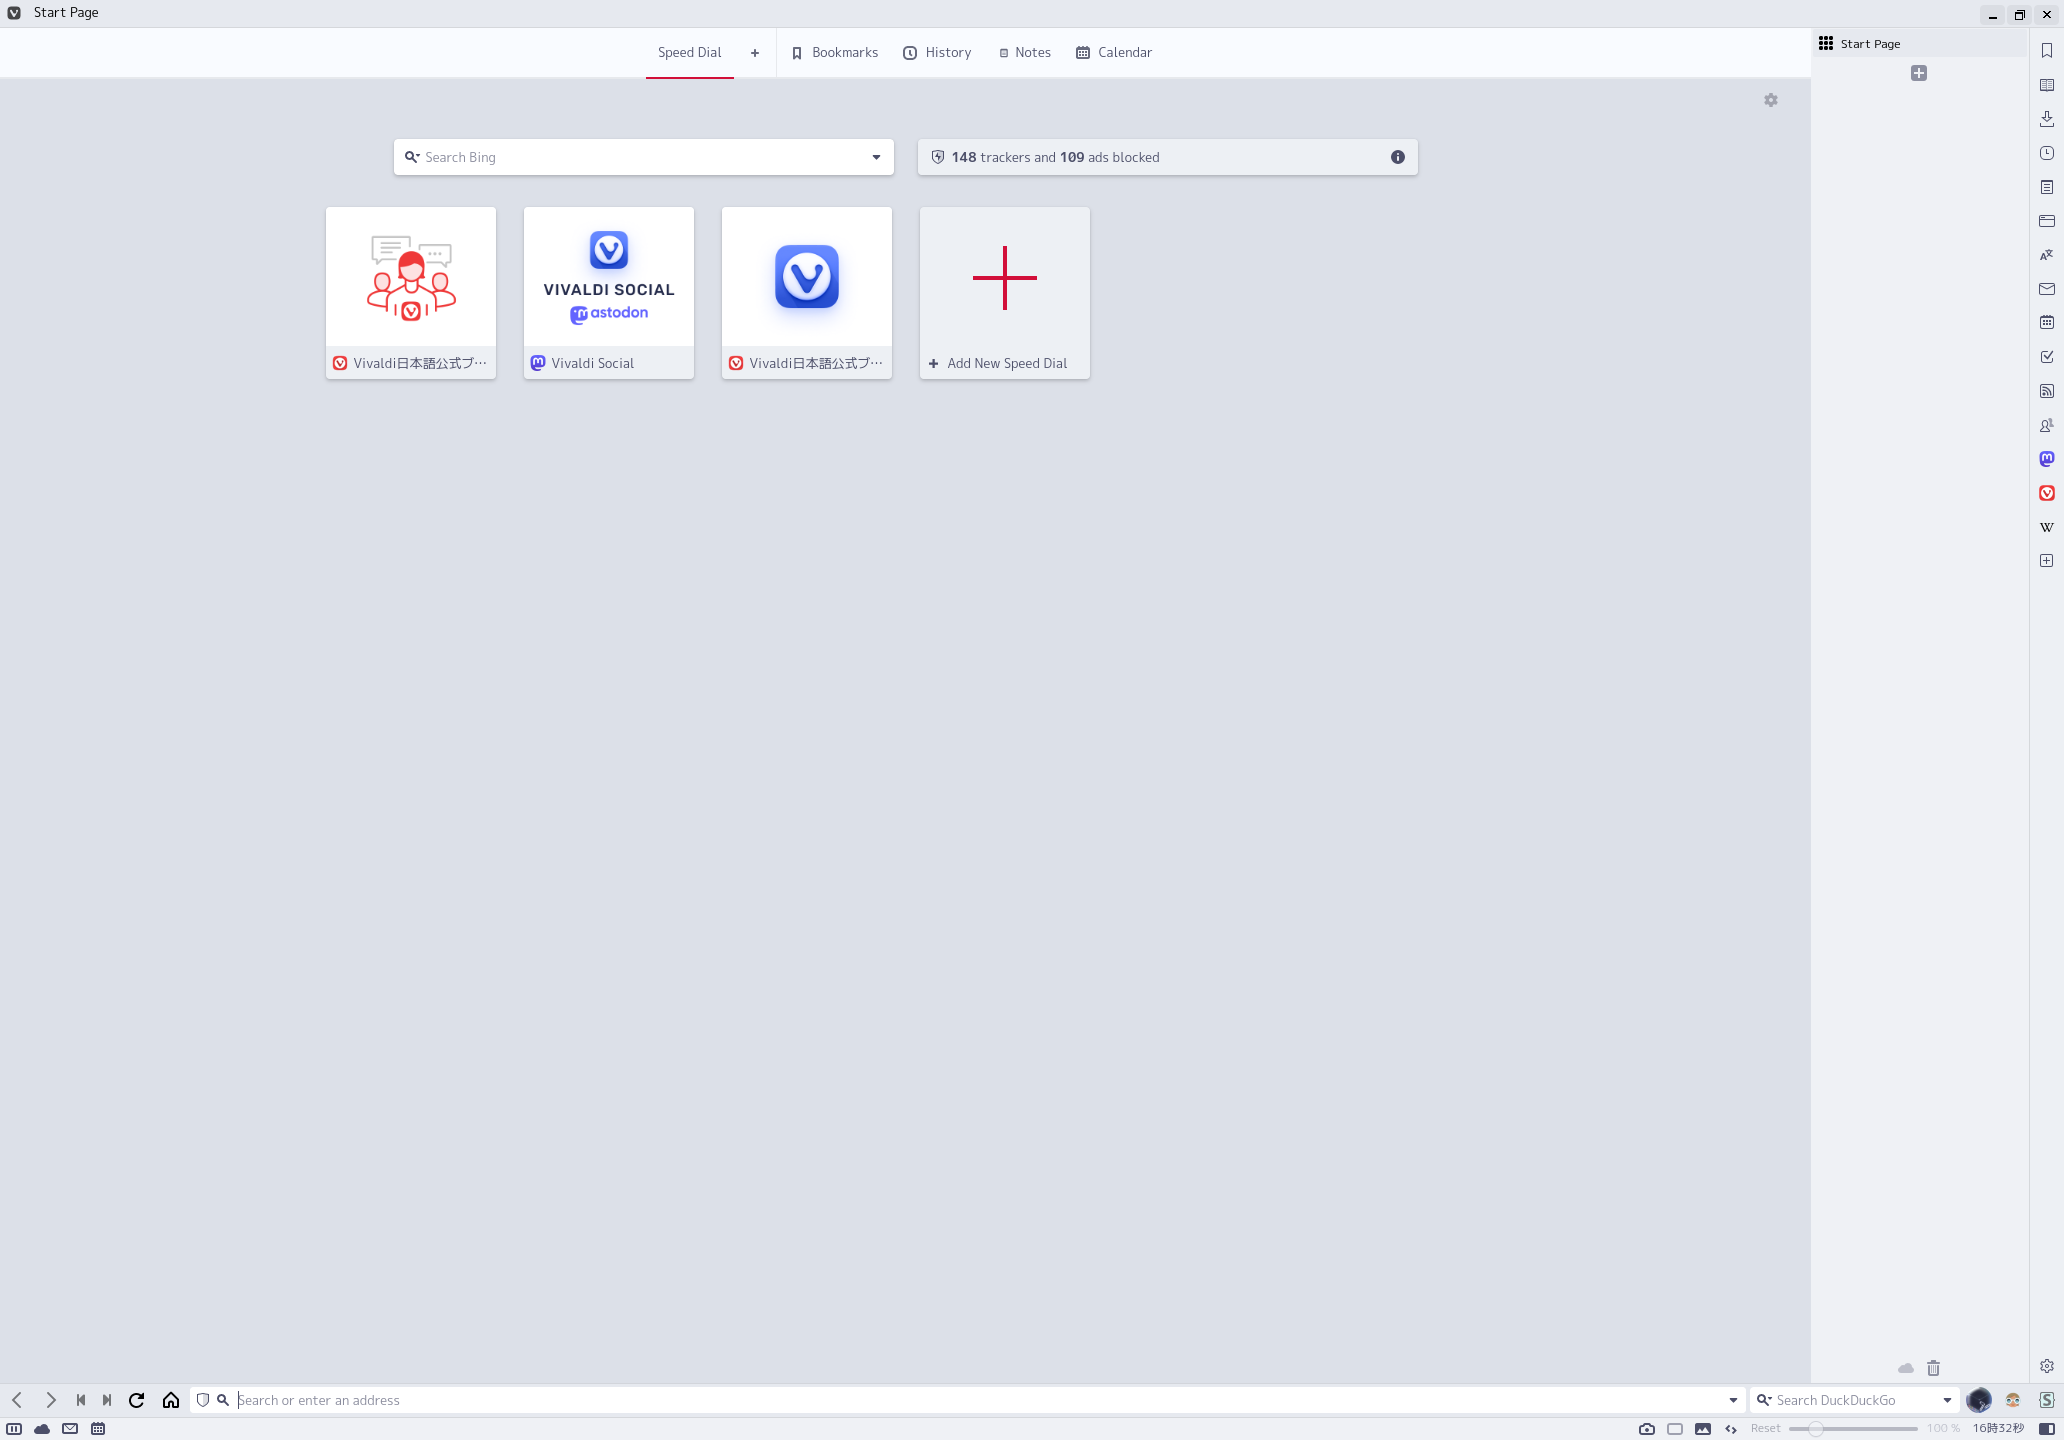 Start Page
Speed Dial
Bookmarks
History
Notes
Calendar
Start Page
Search Bing
148 trackers and 109 ads blocked
VIVALDI SOCIAL
mastodon
Vivaldi日本語公式ブ…
Vivaldi Social
Vivaldi日本語公式ブ…
Add New Speed Dial
Search or enter an address
Search DuckDuckGo
Reset
100 %
16時32秒